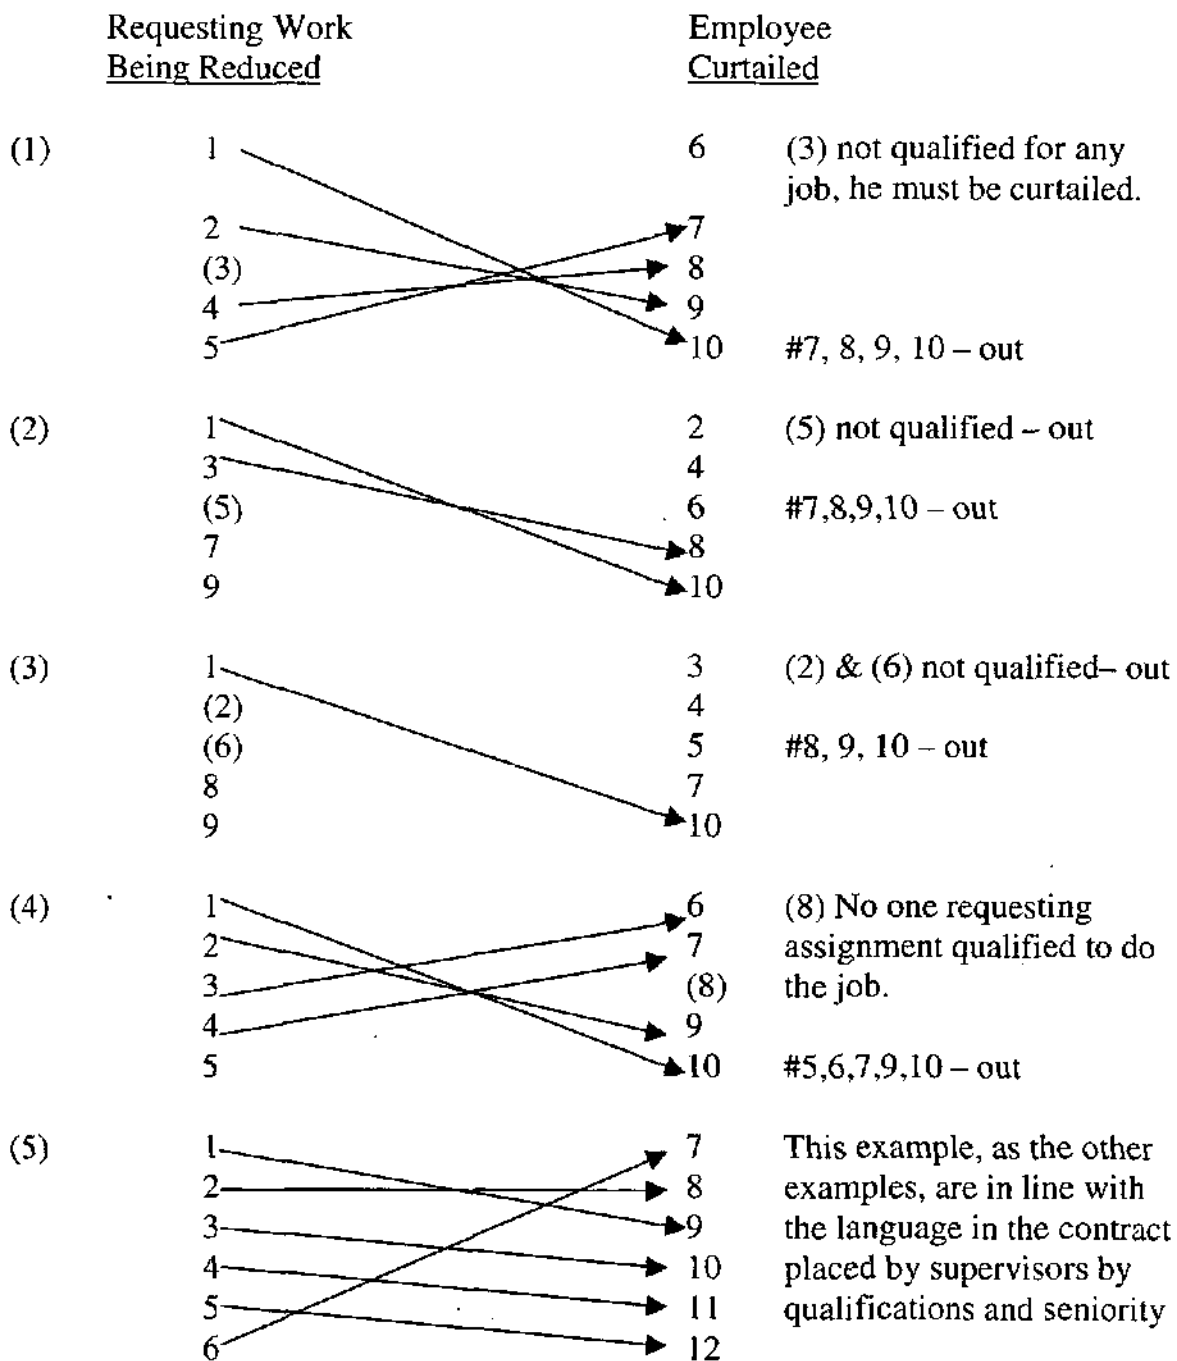 Requesting Work Employee
Being Reduced Curtailed
(1) 1 6 (3) not qualified for any
job, he must be curtailed.
2 7
(3) 8
4 9
5 10 #7, 8, 9, 10 – out
(2) 1 2 (5) not qualified – out
3 4
(5) 6 #7,8,9,10 – out
7 8
9 10
(3) 1 3 (2) & (6) not qualified– out
(2) 4
(6) 5 #8, 9, 10 – out
8 7
9 10
(4) 1 6 (8) No one requesting
2 7 assignment qualified to do
3 (8) the job.
4 9
5 10 #5,6,7,9,10 – out
(5) 1 7 This example, as the other
2 8 examples, are in line with
3 9 the language in the contract
4 10 placed by supervisors by
5 11 qualifications and seniority
6 12